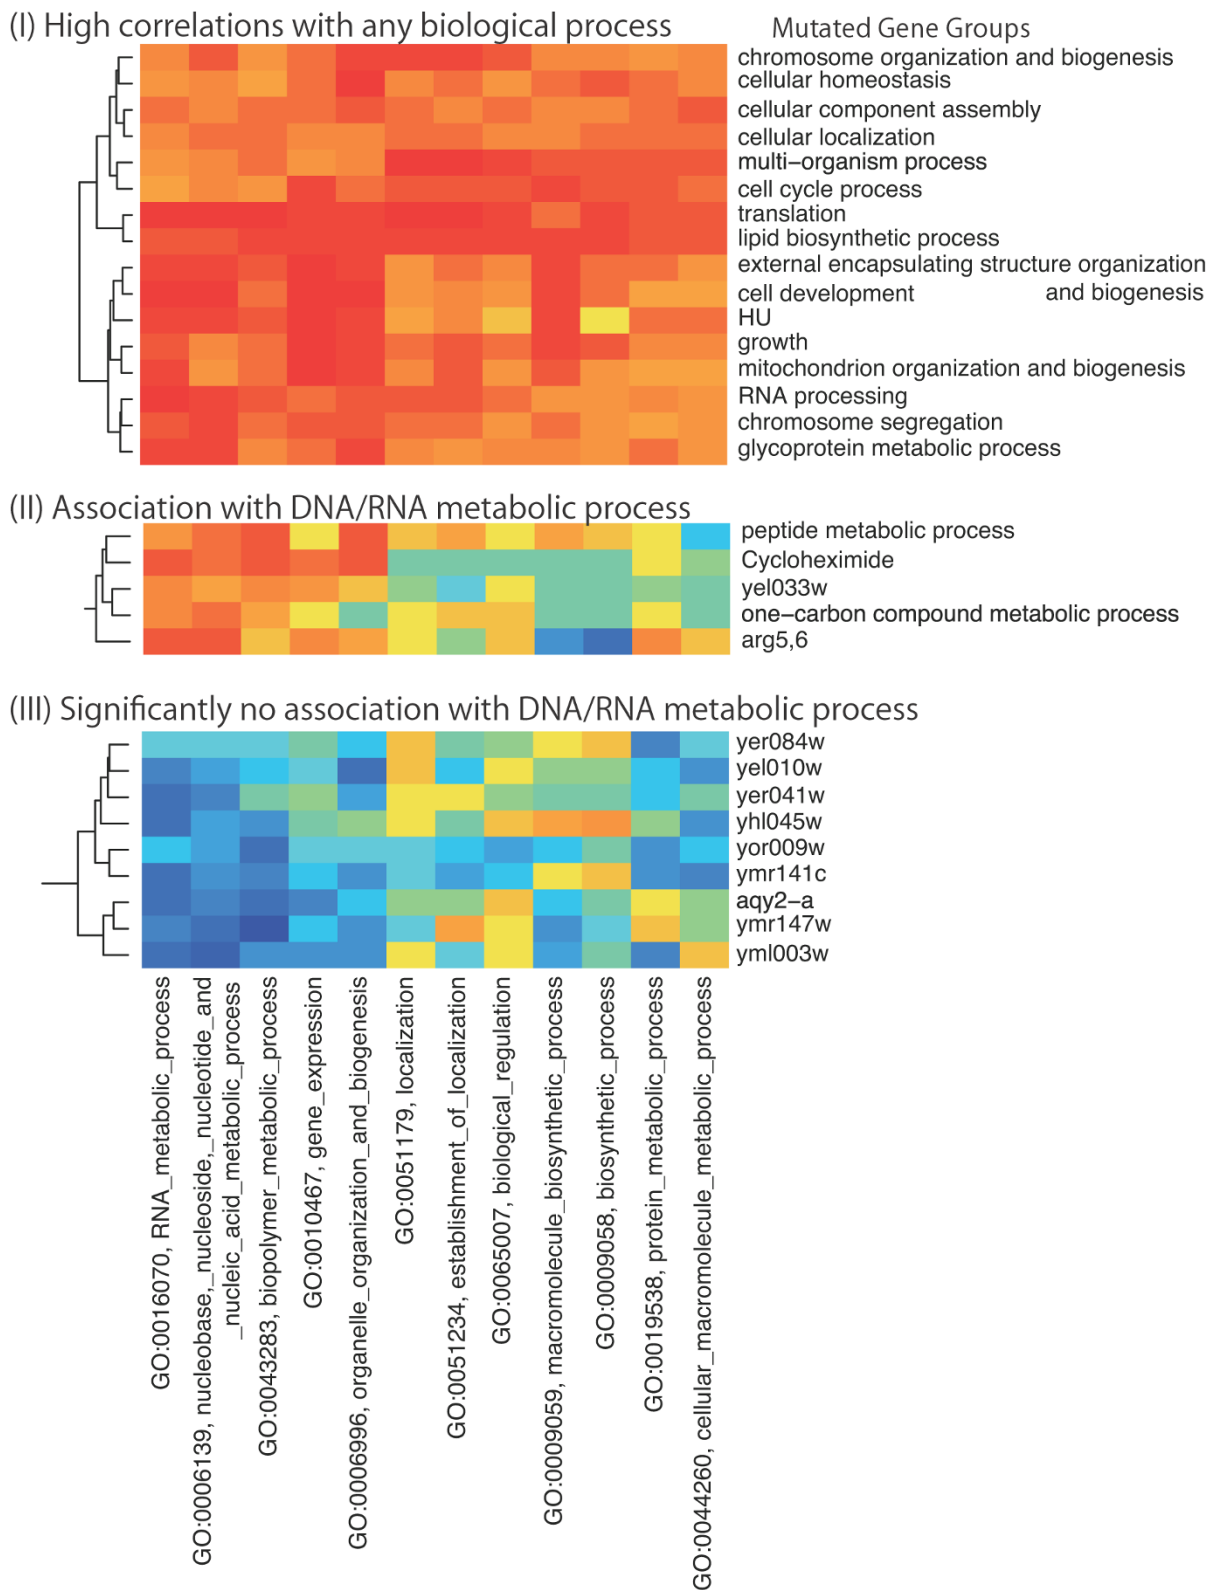 (I) High correlations with any biological process
Mutated Gene Groups
chromosome organization and biogenesis
cellular homeostasis
cellular component assembly
cellular localization
multi−organism process
cell cycle process
translation
lipid biosynthetic process
external encapsulating structure organization
and biogenesis
cell development
HU
growth
mitochondrion organization and biogenesis
RNA processing
chromosome segregation
glycoprotein metabolic process
(II) Association with DNA/RNA metabolic process
peptide metabolic process
Cycloheximide
yel033w
one−carbon compound metabolic process
arg5,6
(III) Significantly no association with DNA/RNA metabolic process
yer084w
yel010w
yer041w
yhl045w
yor009w
ymr141c
aqy2−a
ymr147w
yml003w
GO:0016070, RNA_metabolic_process
GO:0006139, nucleobase,_nucleoside,_nucleotide_and
_nucleic_acid_metabolic_process
GO:0043283, biopolymer_metabolic_process
GO:0010467, gene_expression
GO:0006996, organelle_organization_and_biogenesis
GO:0051179, localization
GO:0051234, establishment_of_localization
GO:0065007, biological_regulation
GO:0009059, macromolecule_biosynthetic_process
GO:0009058, biosynthetic_process
GO:0019538, protein_metabolic_process
GO:0044260, cellular_macromolecule_metabolic_process